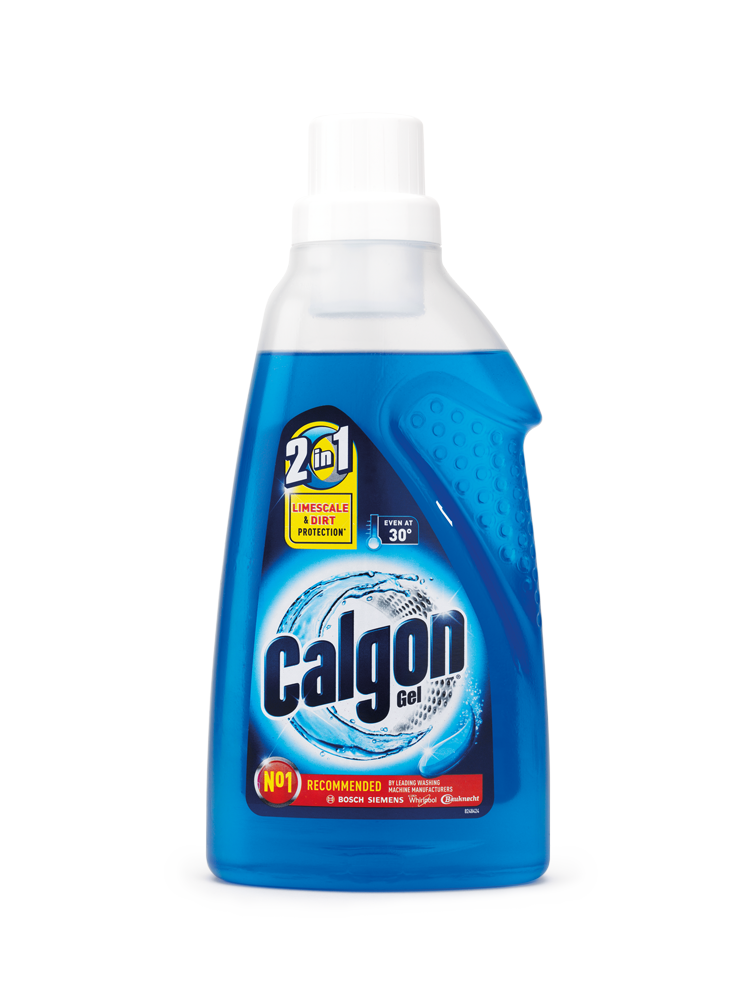 2in1
LIMESCALE
& DIRT
PROTECTION*
EVEN AT
30°
Calgon
Gel
No1
RECOMMENDED
BY LEADING WASHING
MACHINE MANUFACTURERS
BOSCH SIEMENS Whirlpool Bauknecht